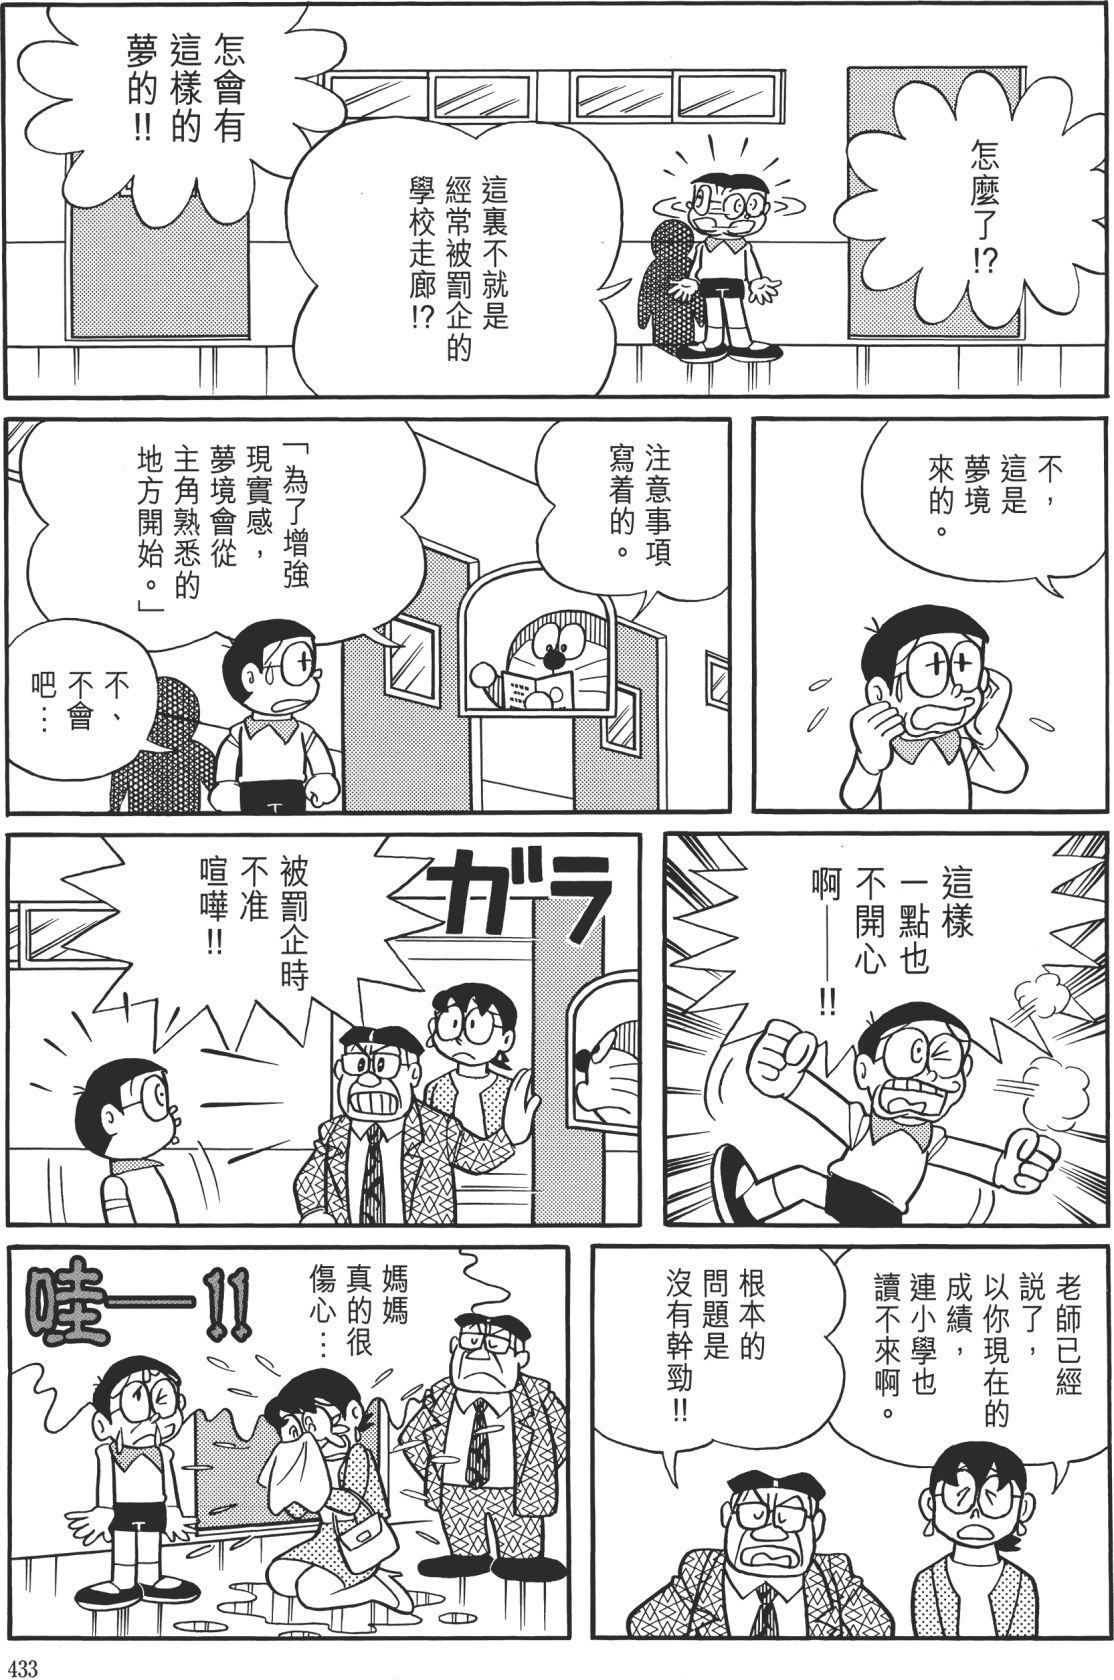 怎麼了!?
這裏不就是
經常被罰企的
學校走廊!?
怎會有
這樣的
夢的!!
不，
這是
夢境
來的。
注意事項
寫着的。
「為了增強
現實感，
夢境會從
主角熟悉的
地方開始。」
不、
不會
吧…
這樣
一點也
不開心
啊——!!
ガラ
被罰企時
不准
喧嘩!!
老師已經
說了，
以你現在的
成績，
連小學也
讀不來啊。
根本的
問題是
沒有幹勁!!
媽媽
真的很
傷心…
哇—!!
433